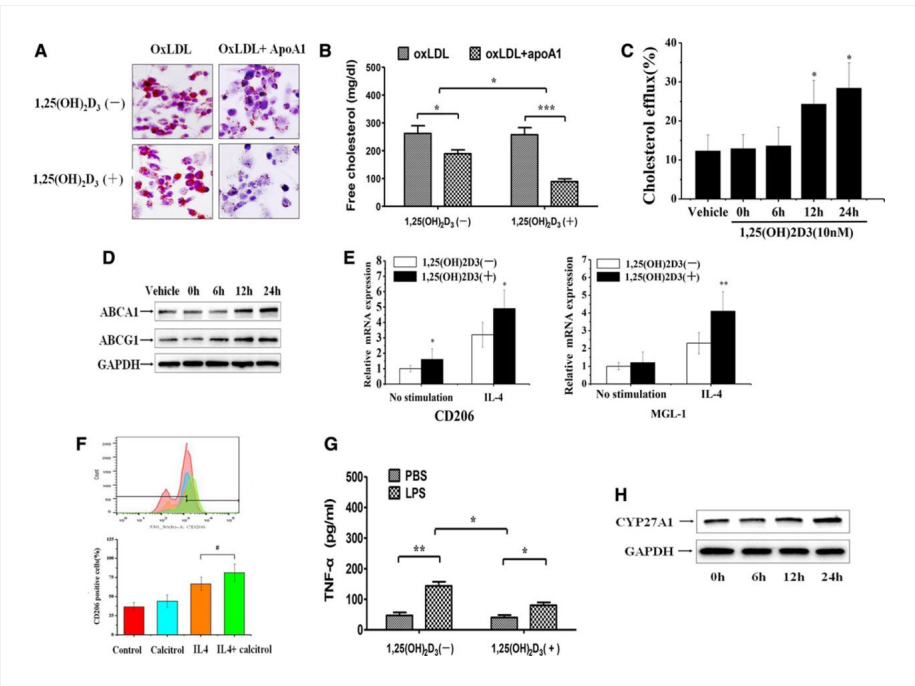 A
OxLDL OxLDL+ ApoA1
1,25(OH)₂D₃ (−)
1,25(OH)₂D₃ (+)
B
oxLDL oxLDL+apoA1
Free cholesterol (mg/dl)
500
400
300
200
100
0
*
* ***
1,25(OH)₂D₃(−) 1,25(OH)₂D₃(+)
C
Cholesterol efflux(%)
40
30
20
10
0
* *
Vehicle 0h 6h 12h 24h
1,25(OH)2D3(10nM)
D
Vehicle 0h 6h 12h 24h
ABCA1
ABCG1
GAPDH
E
1,25(OH)2D3(−)
1,25(OH)2D3(+)
Relative mRNA expression
8
7
6
5
4
3
2
1
0
* *
No stimulation IL-4
CD206
1,25(OH)2D3(−)
1,25(OH)2D3(+)
Relative mRNA expression
7
6
5
4
3
2
1
0
**
No stimulation IL-4
MGL-1
F
CD206
CD206 positive cells(%)
125
100
75
50
25
0
#
Control Calcitrol IL4 IL4+ calcitrol
G
PBS
LPS
TNF-α (pg/ml)
500
400
300
200
100
0
*
** *
1,25(OH)₂D₃(−) 1,25(OH)₂D₃(+)
H
CYP27A1
GAPDH
0h 6h 12h 24h